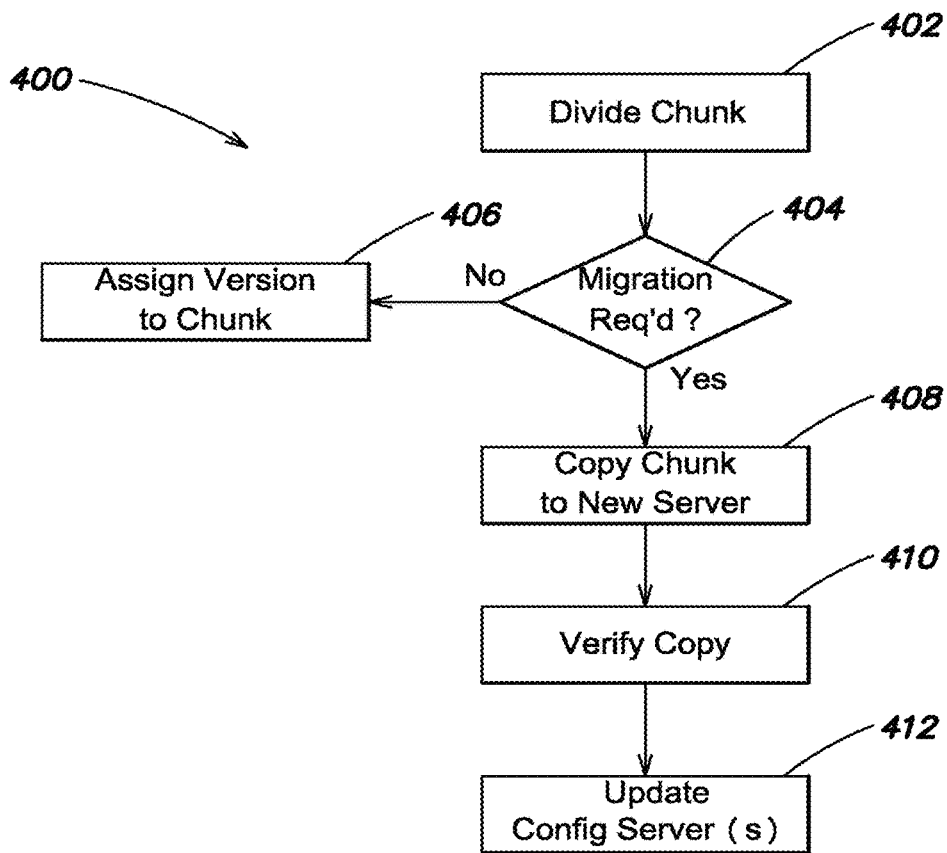 402
400
Divide Chunk
404
406
No
Migration
Req'd ?
Assign Version
to Chunk
Yes
408
Copy Chunk
to New Server
410
Verify Copy
412
Update
Config Server (s)